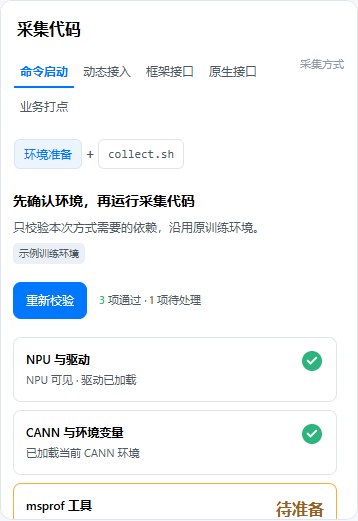 采集代码
命令启动 动态接入 框架接口 原生接口 采集方式
业务打点
环境准备 + collect.sh
先确认环境，再运行采集代码
只校验本次方式需要的依赖，沿用原训练环境。
示例训练环境
重新校验 3 项通过 · 1 项待处理
NPU 与驱动
NPU 可见 · 驱动已加载
CANN 与环境变量
已加载当前 CANN 环境
msprof 工具 待准备